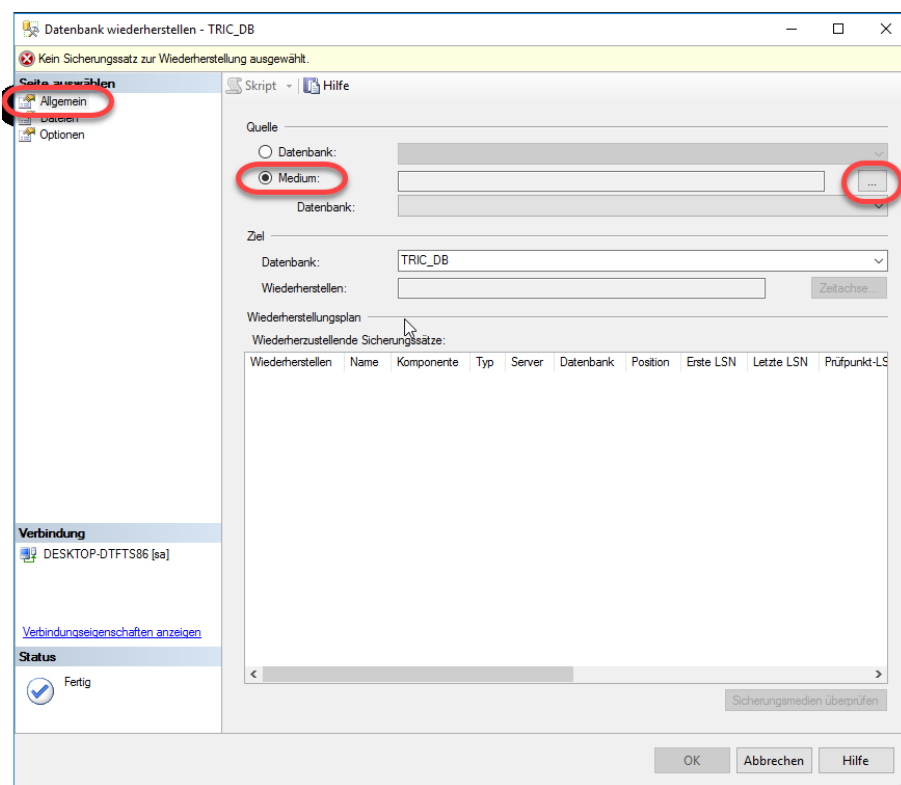 Datenbank wiederherstellen - TRIC_DB
Kein Sicherungssatz zur Wiederherstellung ausgewählt.
Seite auswählen
Allgemein
Dateien
Optionen
Skript
Hilfe
Quelle
Datenbank:
Medium:
...
Datenbank:
Ziel
Datenbank: TRIC_DB
Wiederherstellen: Zeitachse...
Wiederherstellungsplan
Wiederherzustellende Sicherungssätze:
Wiederherstellen Name Komponente Typ Server Datenbank Position Erste LSN Letzte LSN Prüfpunkt-LS
Verbindung
DESKTOP-DTFTS86 [sa]
Verbindungseigenschaften anzeigen
Status
Fertig
Sicherungsmedien überprüfen
OK Abbrechen Hilfe